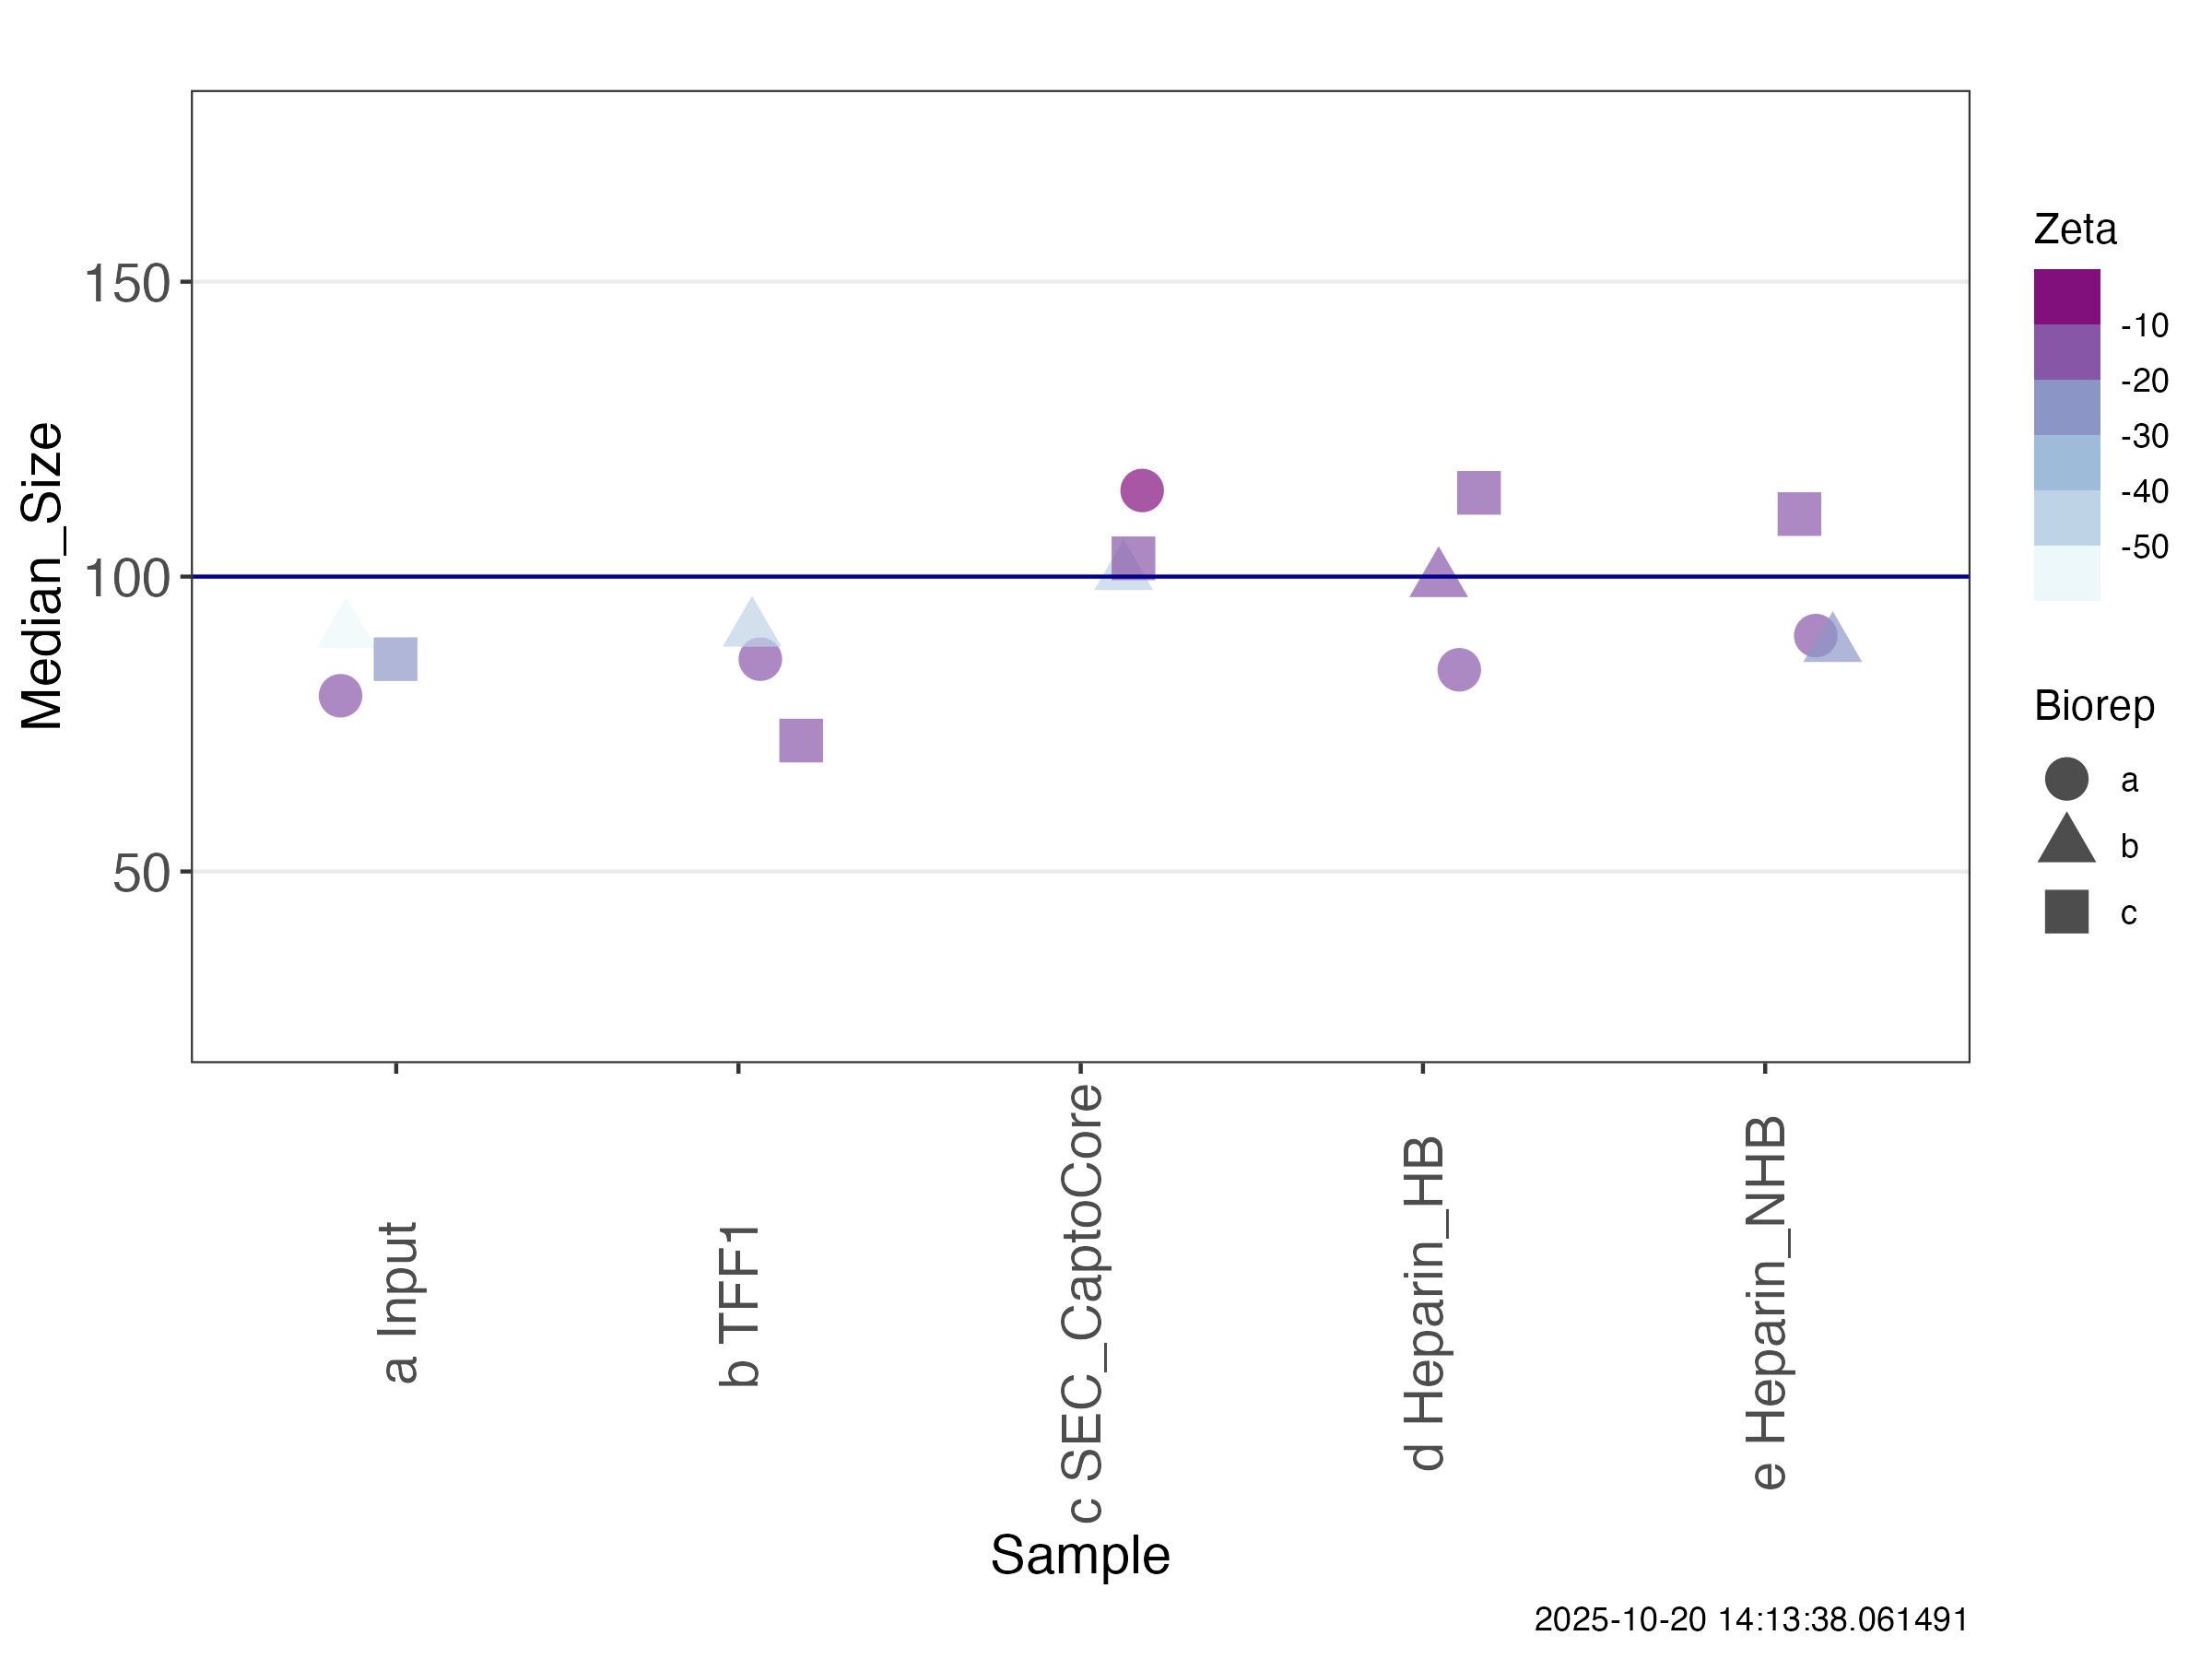 Median_Size
150
100
50
a Input
b TFF1
c SEC_CaptoCore
d Heparin_HB
e Heparin_NHB
Sample
Zeta
-10
-20
-30
-40
-50
Biorep
a
b
c
2025-10-20 14:13:38.061491